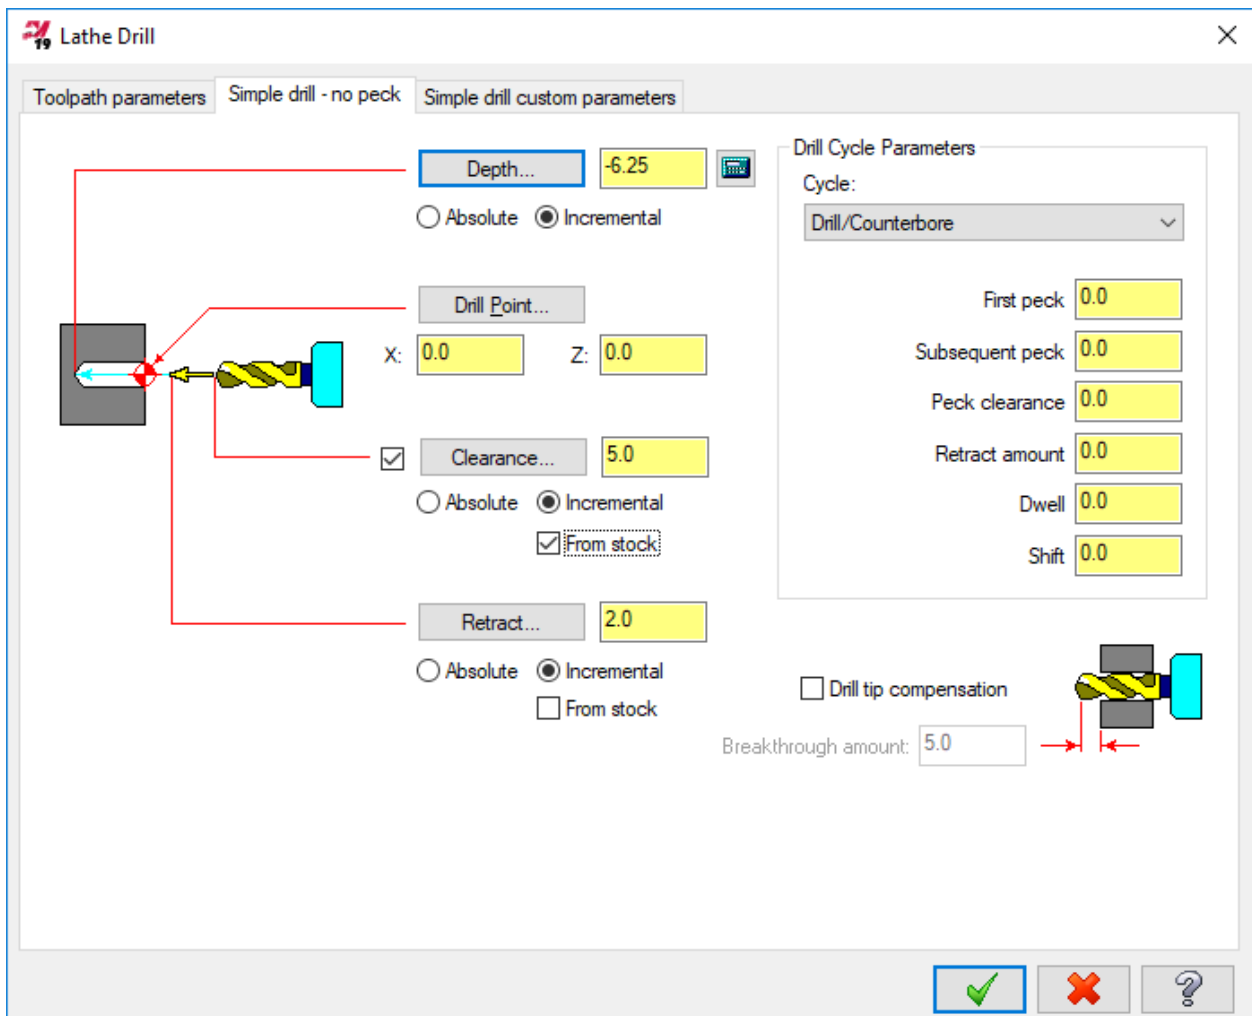 19 Lathe Drill
Toolpath parameters
Simple drill - no peck
Simple drill custom parameters
Depth...
-6.25
Absolute
Incremental
Drill Point...
X: 0.0
Z: 0.0
Clearance...
5.0
Absolute
Incremental
From stock
Retract...
2.0
Absolute
Incremental
From stock
Drill Cycle Parameters
Cycle:
Drill/Counterbore
First peck 0.0
Subsequent peck 0.0
Peck clearance 0.0
Retract amount 0.0
Dwell 0.0
Shift 0.0
Drill tip compensation
Breakthrough amount: 5.0